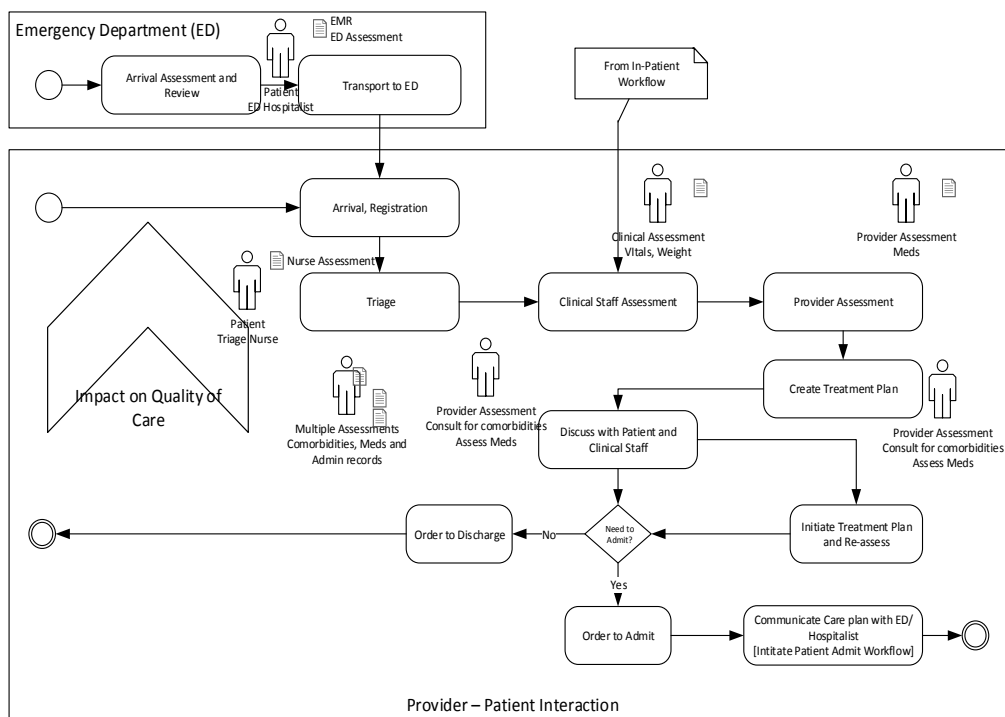 Emergency Department (ED)
EMR
ED Assessment
Arrival Assessment and
Review
Patient
ED Hospitalist
Transport to ED
From In-Patient
Workflow
Arrival, Registration
Clinical Assessment
VItals, Weight
Provider Assessment
Meds
Nurse Assessment
Patient
Triage Nurse
Triage
Clinical Staff Assessment
Provider Assessment
Impact on Quality of
Care
Multiple Assessments
Comorbidities, Meds and
Admin records
Provider Assessment
Consult for comorbidities
Assess Meds
Create Treatment Plan
Provider Assessment
Consult for comorbidities
Assess Meds
Discuss with Patient and
Clinical Staff
Order to Discharge
No
Need to
Admit?
Initiate Treatment Plan
and Re-assess
Yes
Order to Admit
Communicate Care plan with ED/
Hospitalist
[Intitate Patient Admit Workflow]
Provider – Patient Interaction